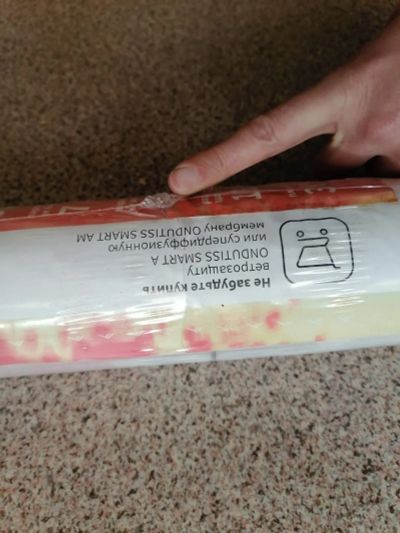 Не забудьте купить
ветрозащиту
ONDUTISS SMART A
или супердиффузионную
мембрану ONDUTISS SMART AM